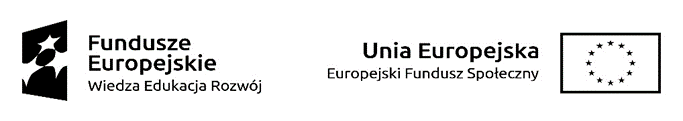 Fundusze
Europejskie
Wiedza Edukacja Rozwój
Unia Europejska
Europejski Fundusz Społeczny